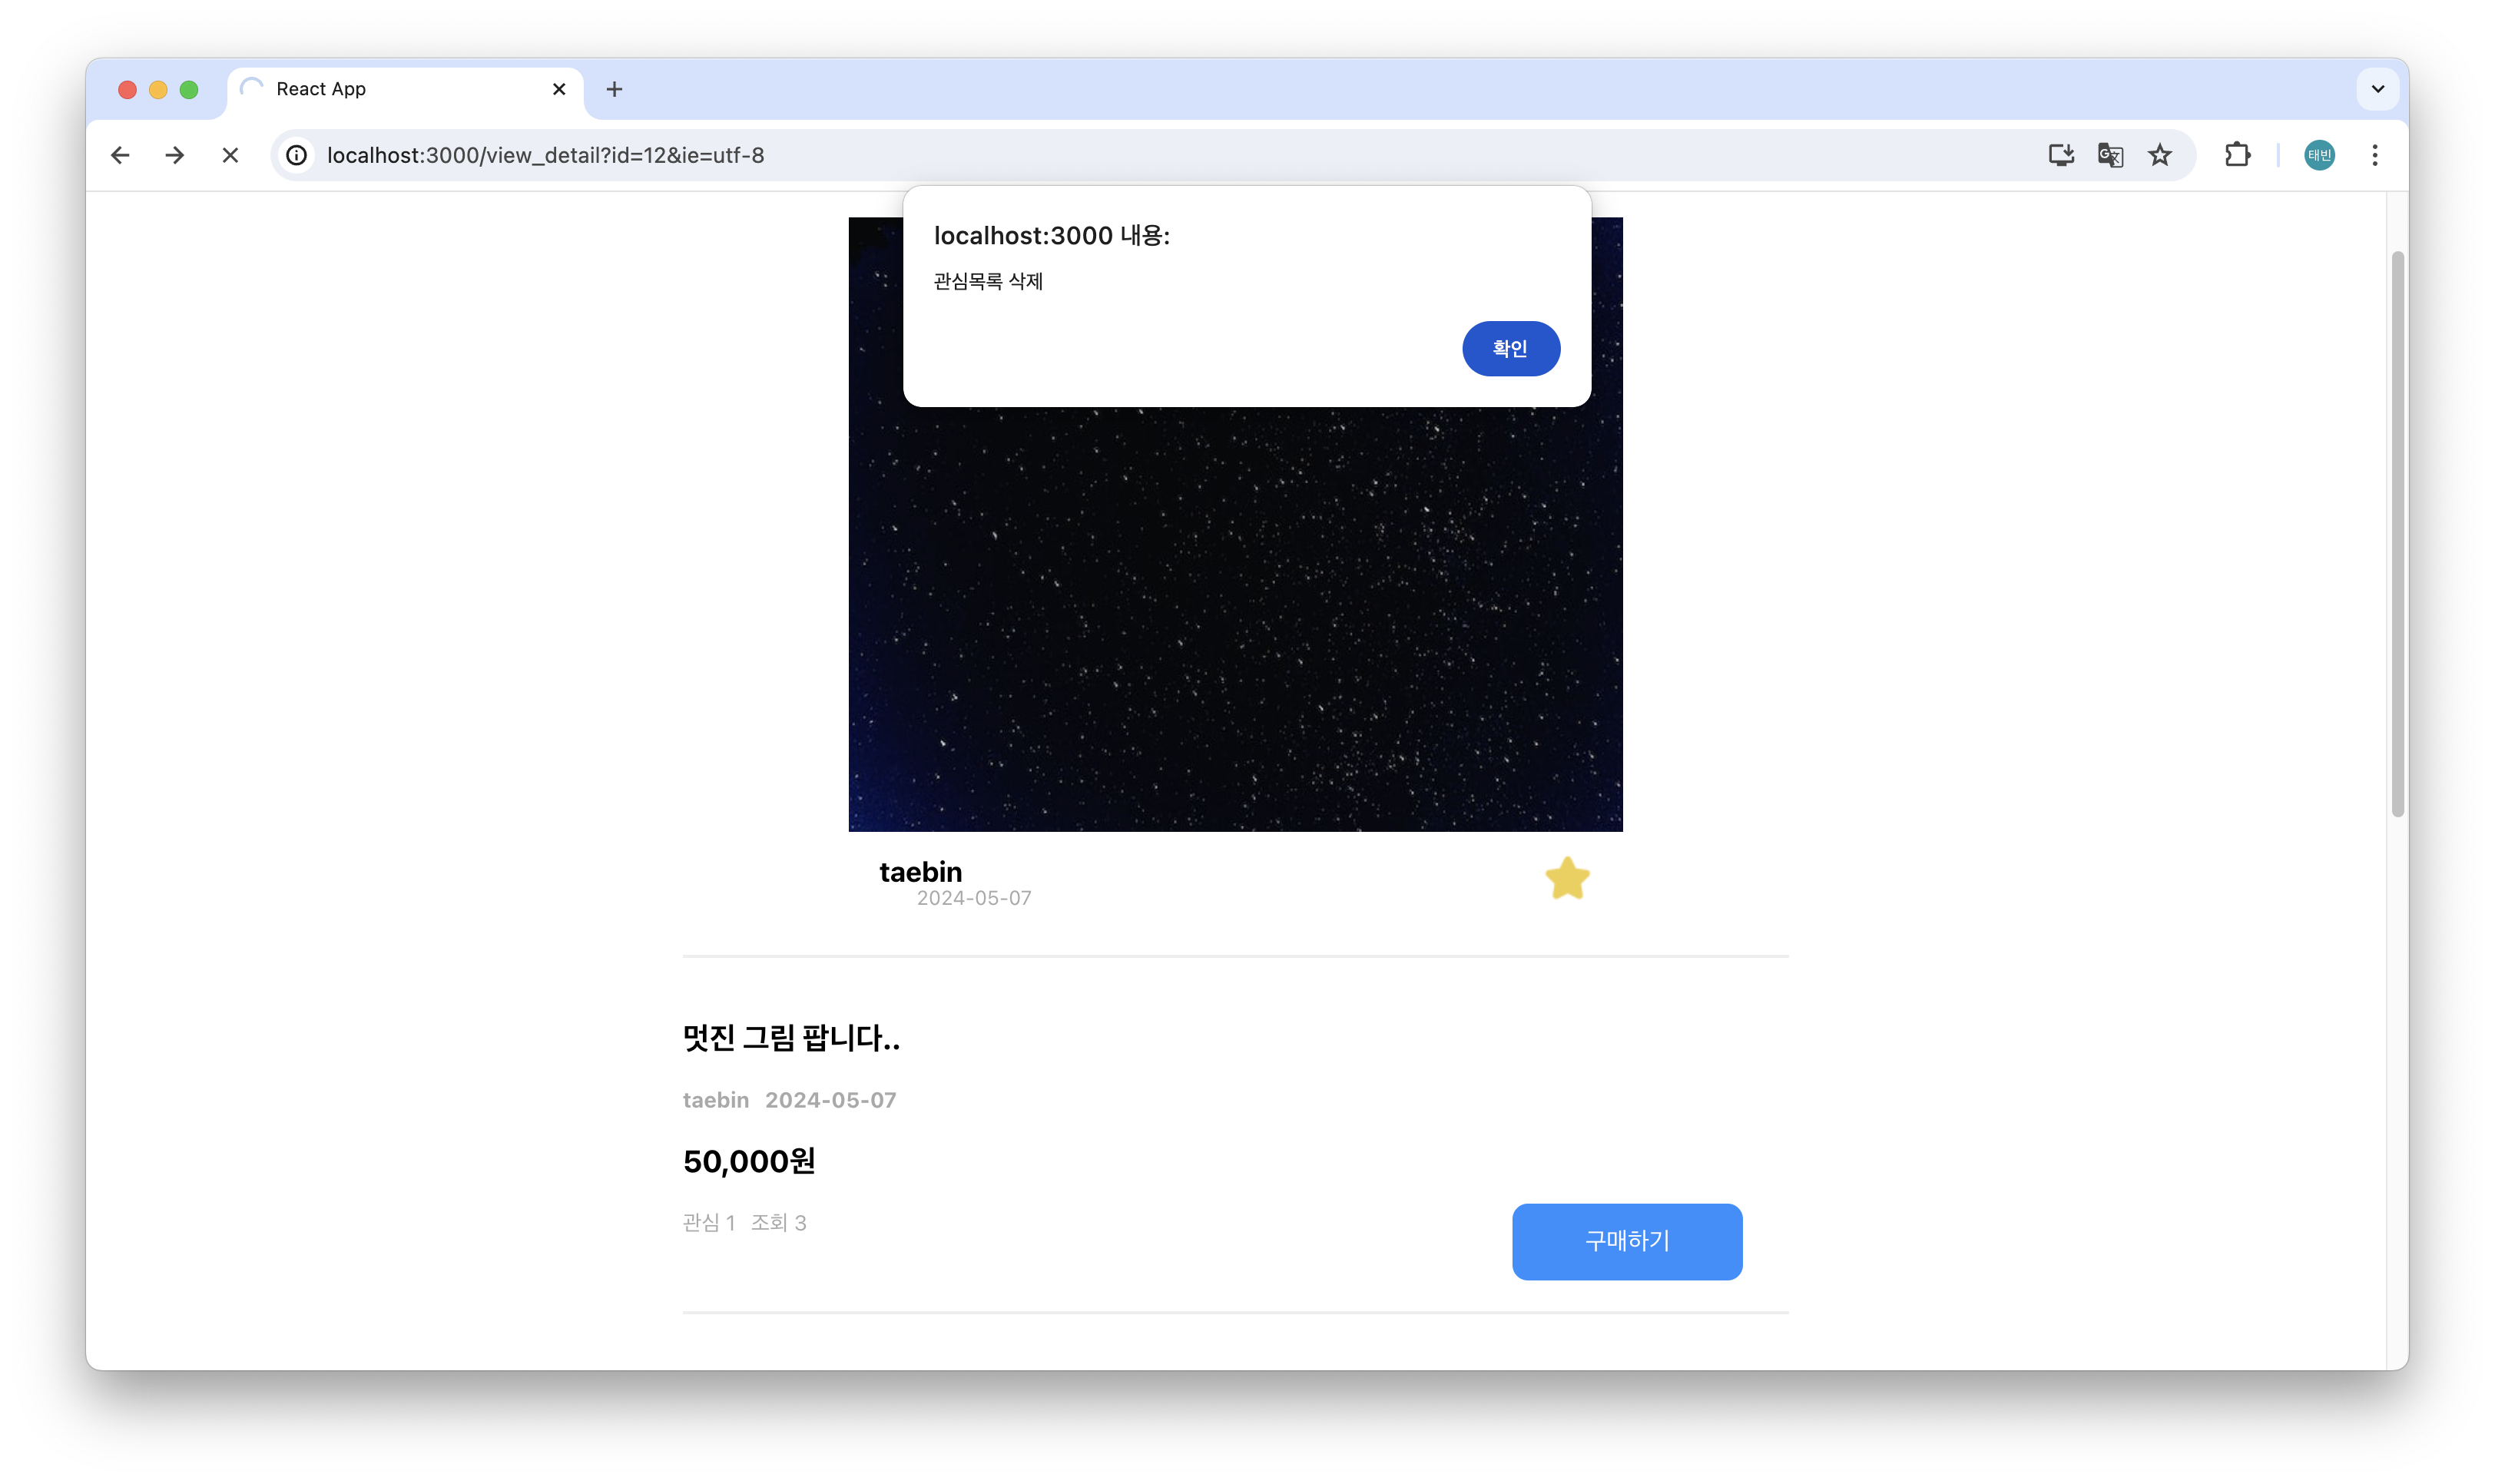 React App
localhost:3000/view_detail?id=12&ie=utf-8
태빈
localhost:3000 내용:
관심목록 삭제
확인
taebin
2024-05-07
멋진 그림 팝니다..
taebin 2024-05-07
50,000원
관심 1 조회 3
구매하기